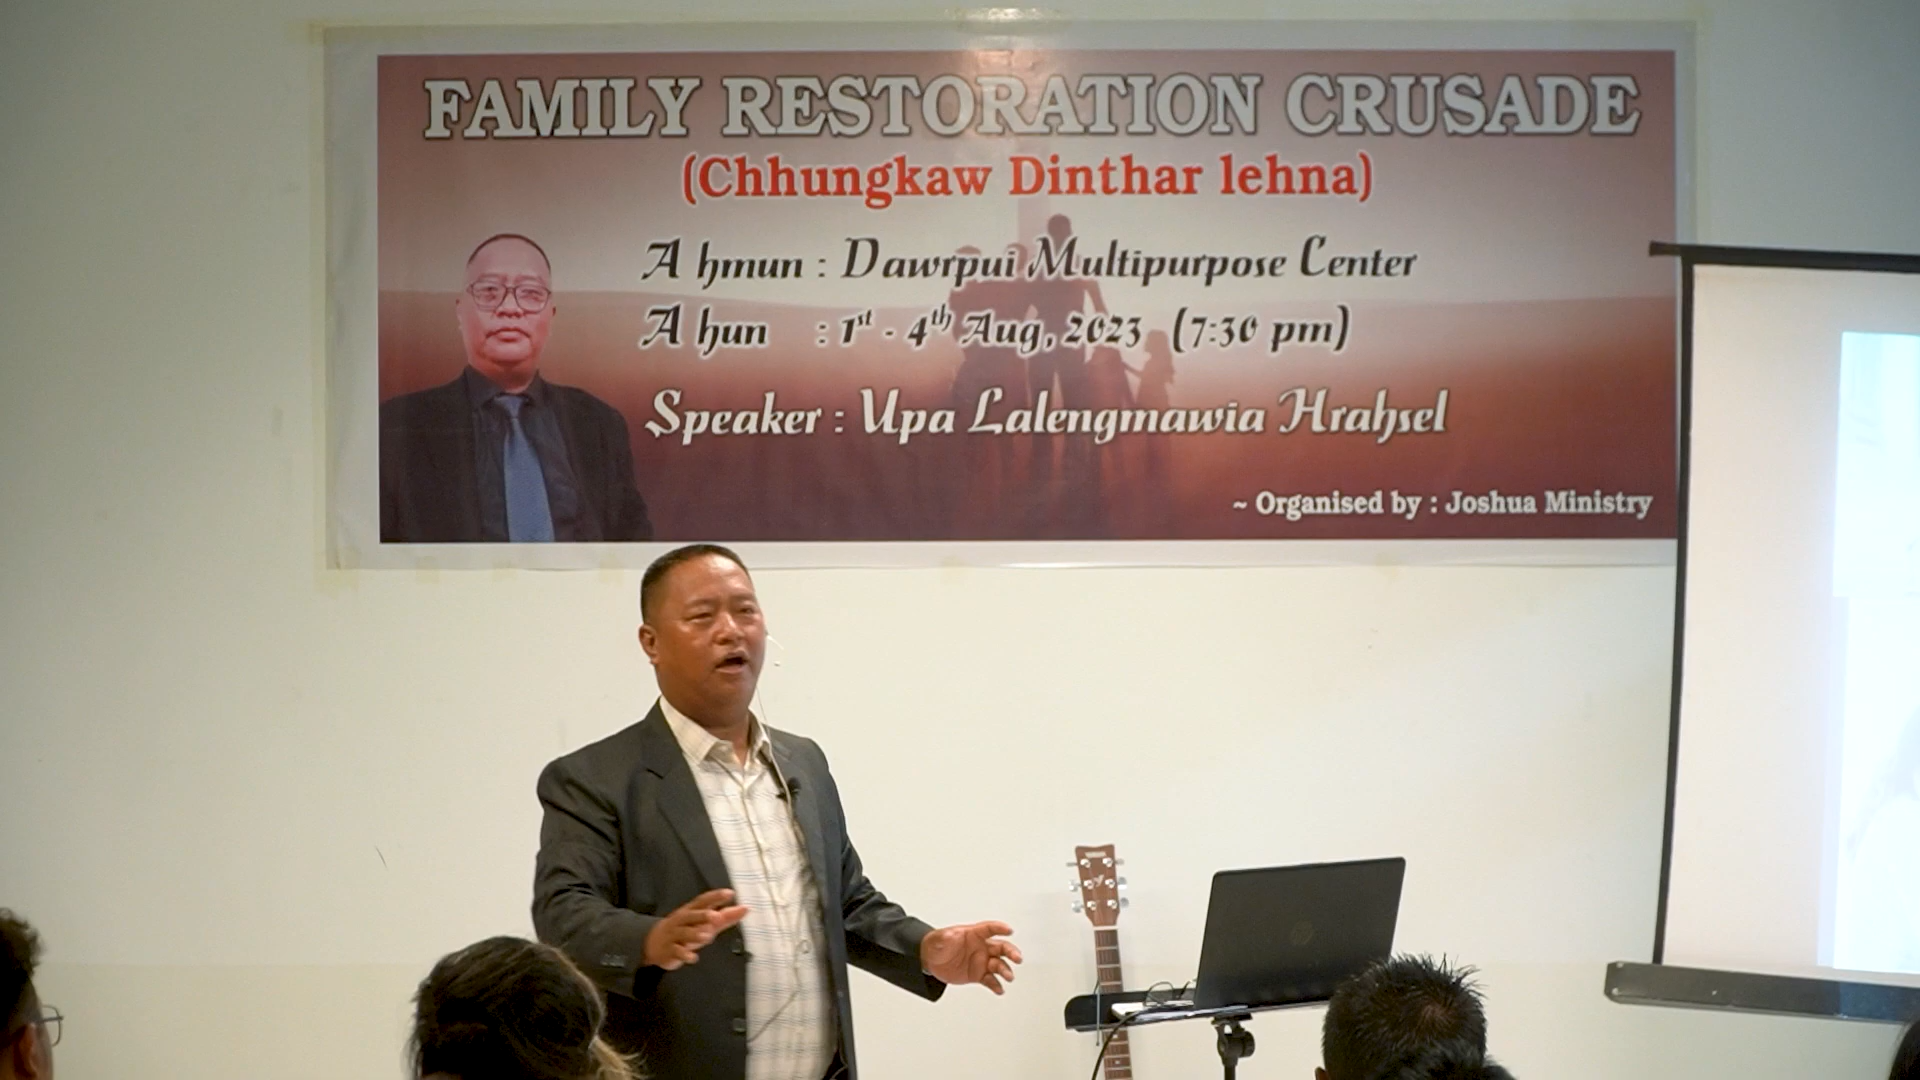 FAMILY RESTORATION CRUSADE
(Chhungkaw Dinthar lehna)
A hmun : Dawrpui Multipurpose Center
A hun : 1st - 4th Aug, 2023 (7:30 pm)
Speaker : Upa Lalengmawia Hrahsel
~ Organised by : Joshua Ministry